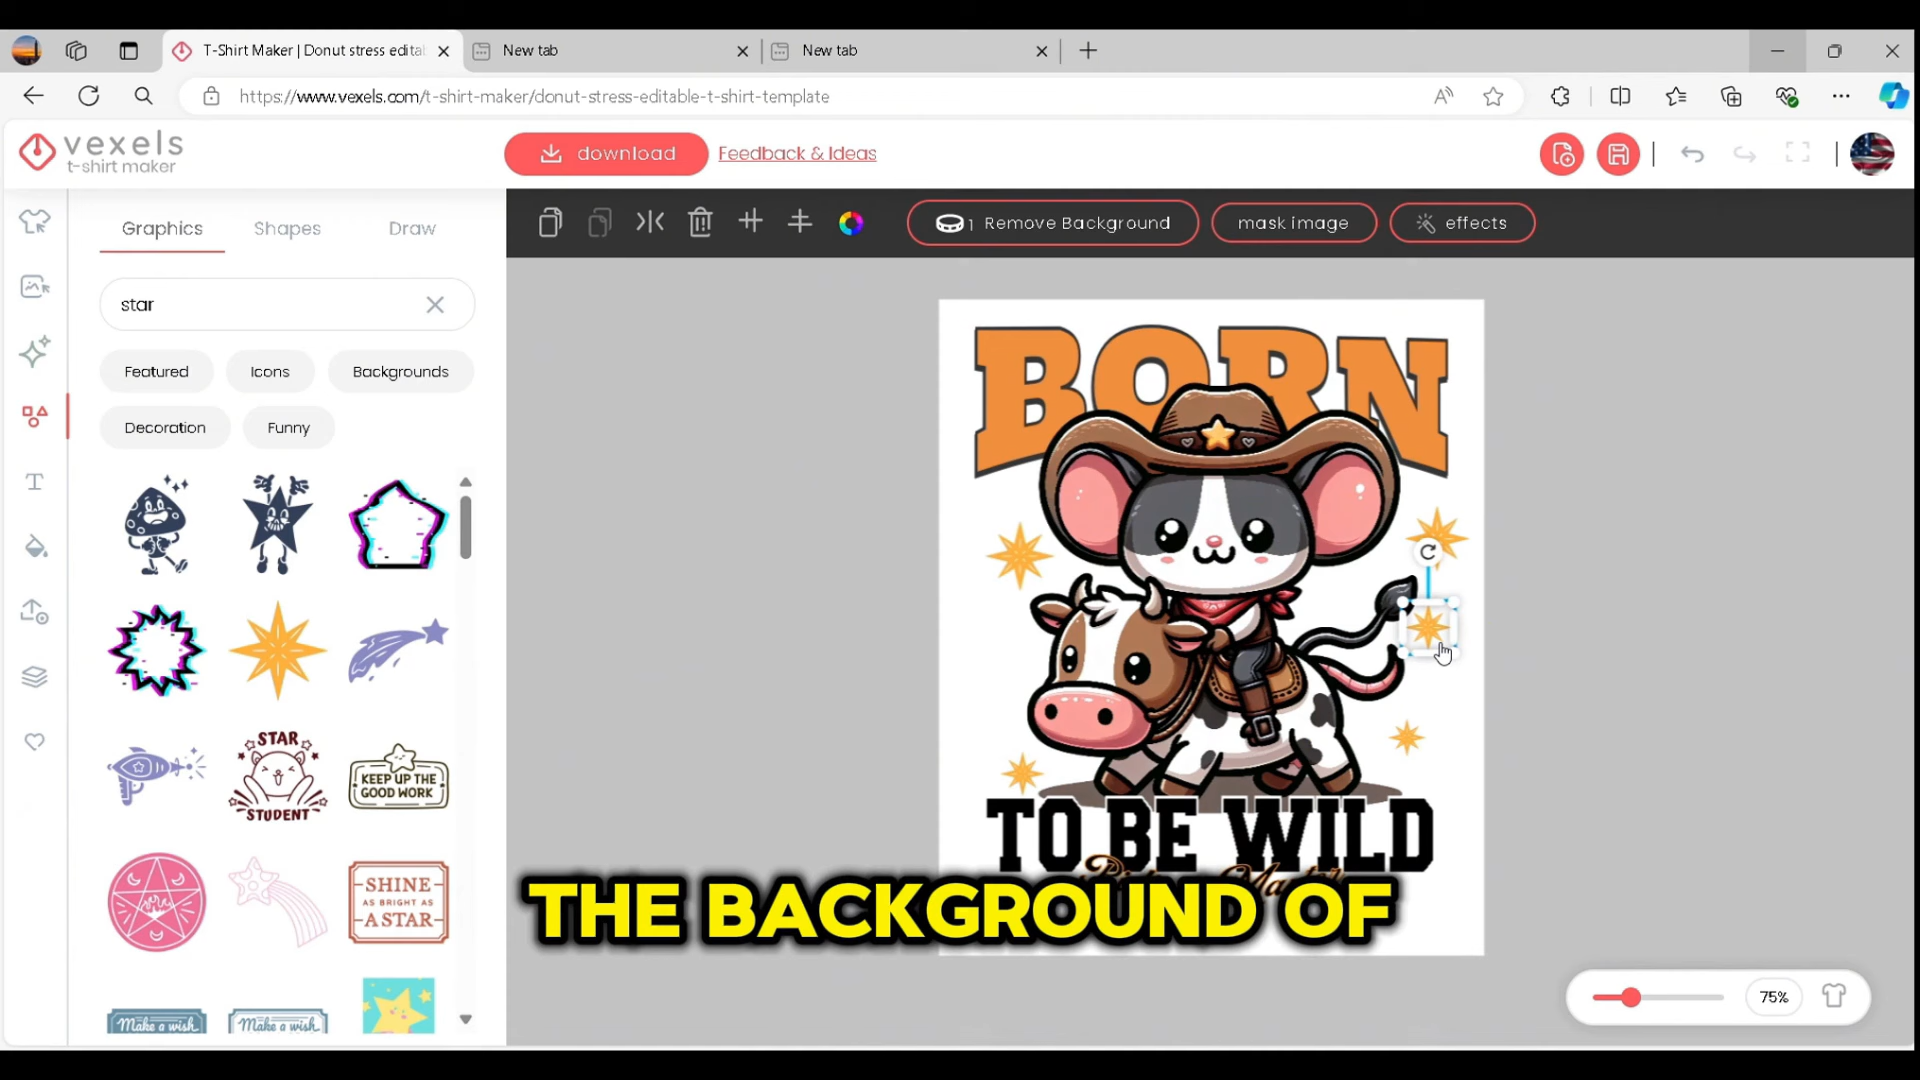 T-Shirt Maker | Donut stress edita
New tab
New tab
https://www.vexels.com/t-shirt-maker/donut-stress-editable-t-shirt-template
vexels
t-shirt maker
download
Feedback & Ideas
Graphics
Shapes
Draw
1 Remove Background
mask image
effects
star
Featured
Icons
Backgrounds
Decoration
Funny
STAR
STUDENT
KEEP UP THE
GOOD WORK
SHINE
AS BRIGHT AS
A STAR
Make a wish
Make a wish
BORN
TO BE WILD
THE BACKGROUND OF
75%